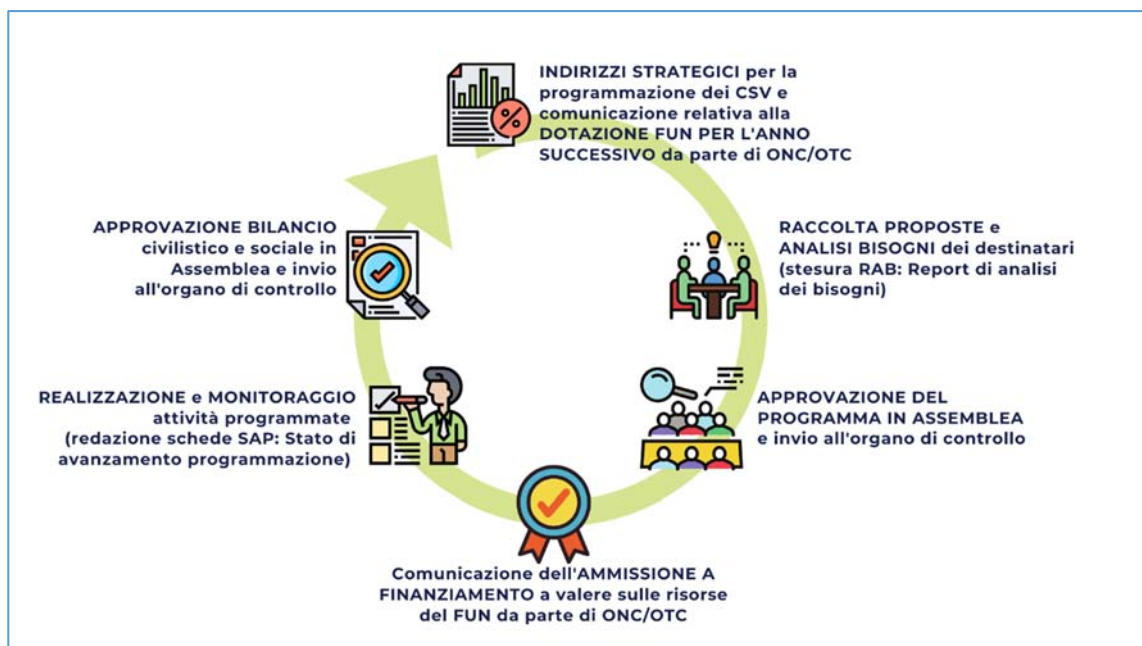 INDIRIZZI STRATEGICI per la
programmazione dei CSV e
comunicazione relativa alla
DOTAZIONE FUN PER L'ANNO
SUCCESSIVO da parte di ONC/OTC
RACCOLTA PROPOSTE e
ANALISI BISOGNI dei destinatari
(stesura RAB: Report di analisi
dei bisogni)
APPROVAZIONE DEL
PROGRAMMA IN ASSEMBLEA
e invio all'organo di controllo
Comunicazione dell'AMMISSIONE A
FINANZIAMENTO a valere sulle risorse
del FUN da parte di ONC/OTC
REALIZZAZIONE e MONITORAGGIO
attività programmate
(redazione schede SAP: Stato di
avanzamento programmazione)
APPROVAZIONE BILANCIO
civilistico e sociale in
Assemblea e invio
all'organo di controllo